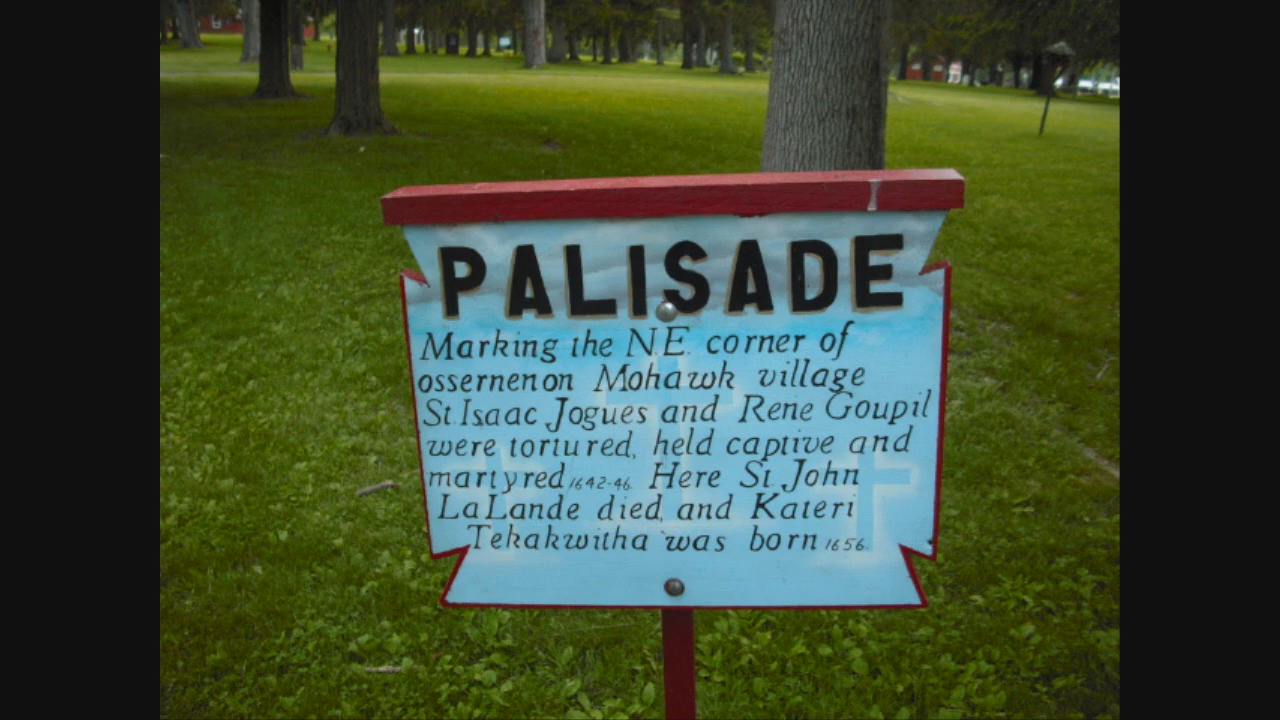 PALISADE
Marking the N.E. corner of
ossernenon Mohawk village
St. Isaac Jogues and Rene Goupil
were tortured, held captive and
martyred 1642-46. Here St. John
LaLande died, and Kateri
Tekakwitha was born 1656.